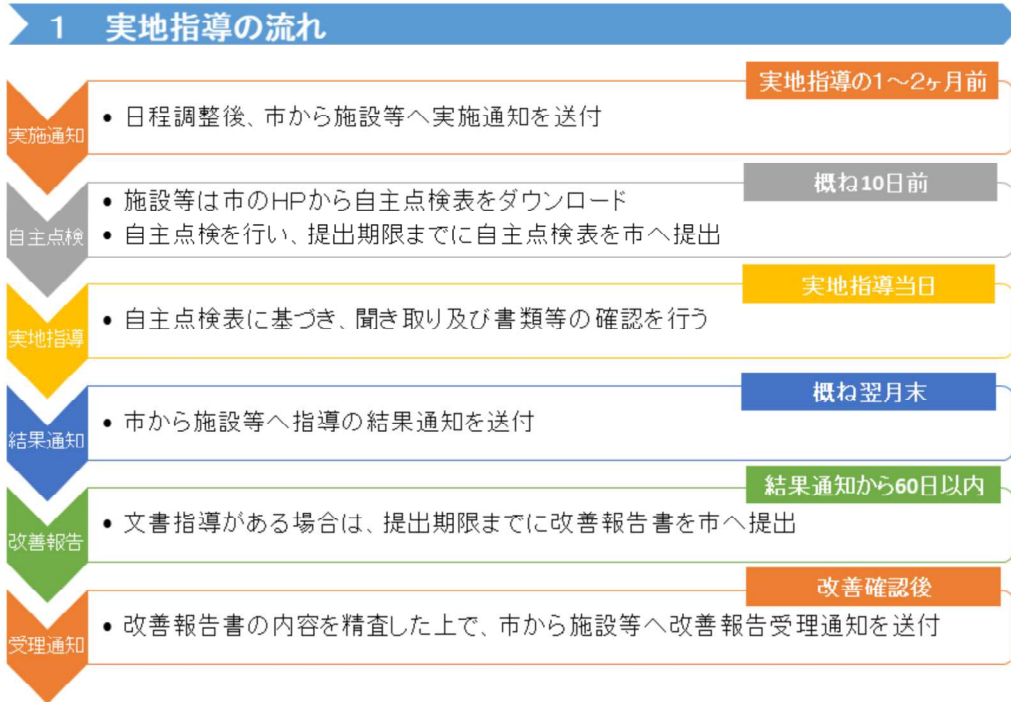 1 実地指導の流れ
実地指導の1～2ヶ月前
実施通知
• 日程調整後、市から施設等へ実施通知を送付
概ね10日前
自主点検
• 施設等は市のHPから自主点検表をダウンロード
• 自主点検を行い、提出期限までに自主点検表を市へ提出
実地指導当日
実地指導
• 自主点検表に基づき、聞き取り及び書類等の確認を行う
概ね翌月末
結果通知
• 市から施設等へ指導の結果通知を送付
結果通知から60日以内
改善報告
• 文書指導がある場合は、提出期限までに改善報告書を市へ提出
改善確認後
受理通知
• 改善報告書の内容を精査した上で、市から施設等へ改善報告受理通知を送付